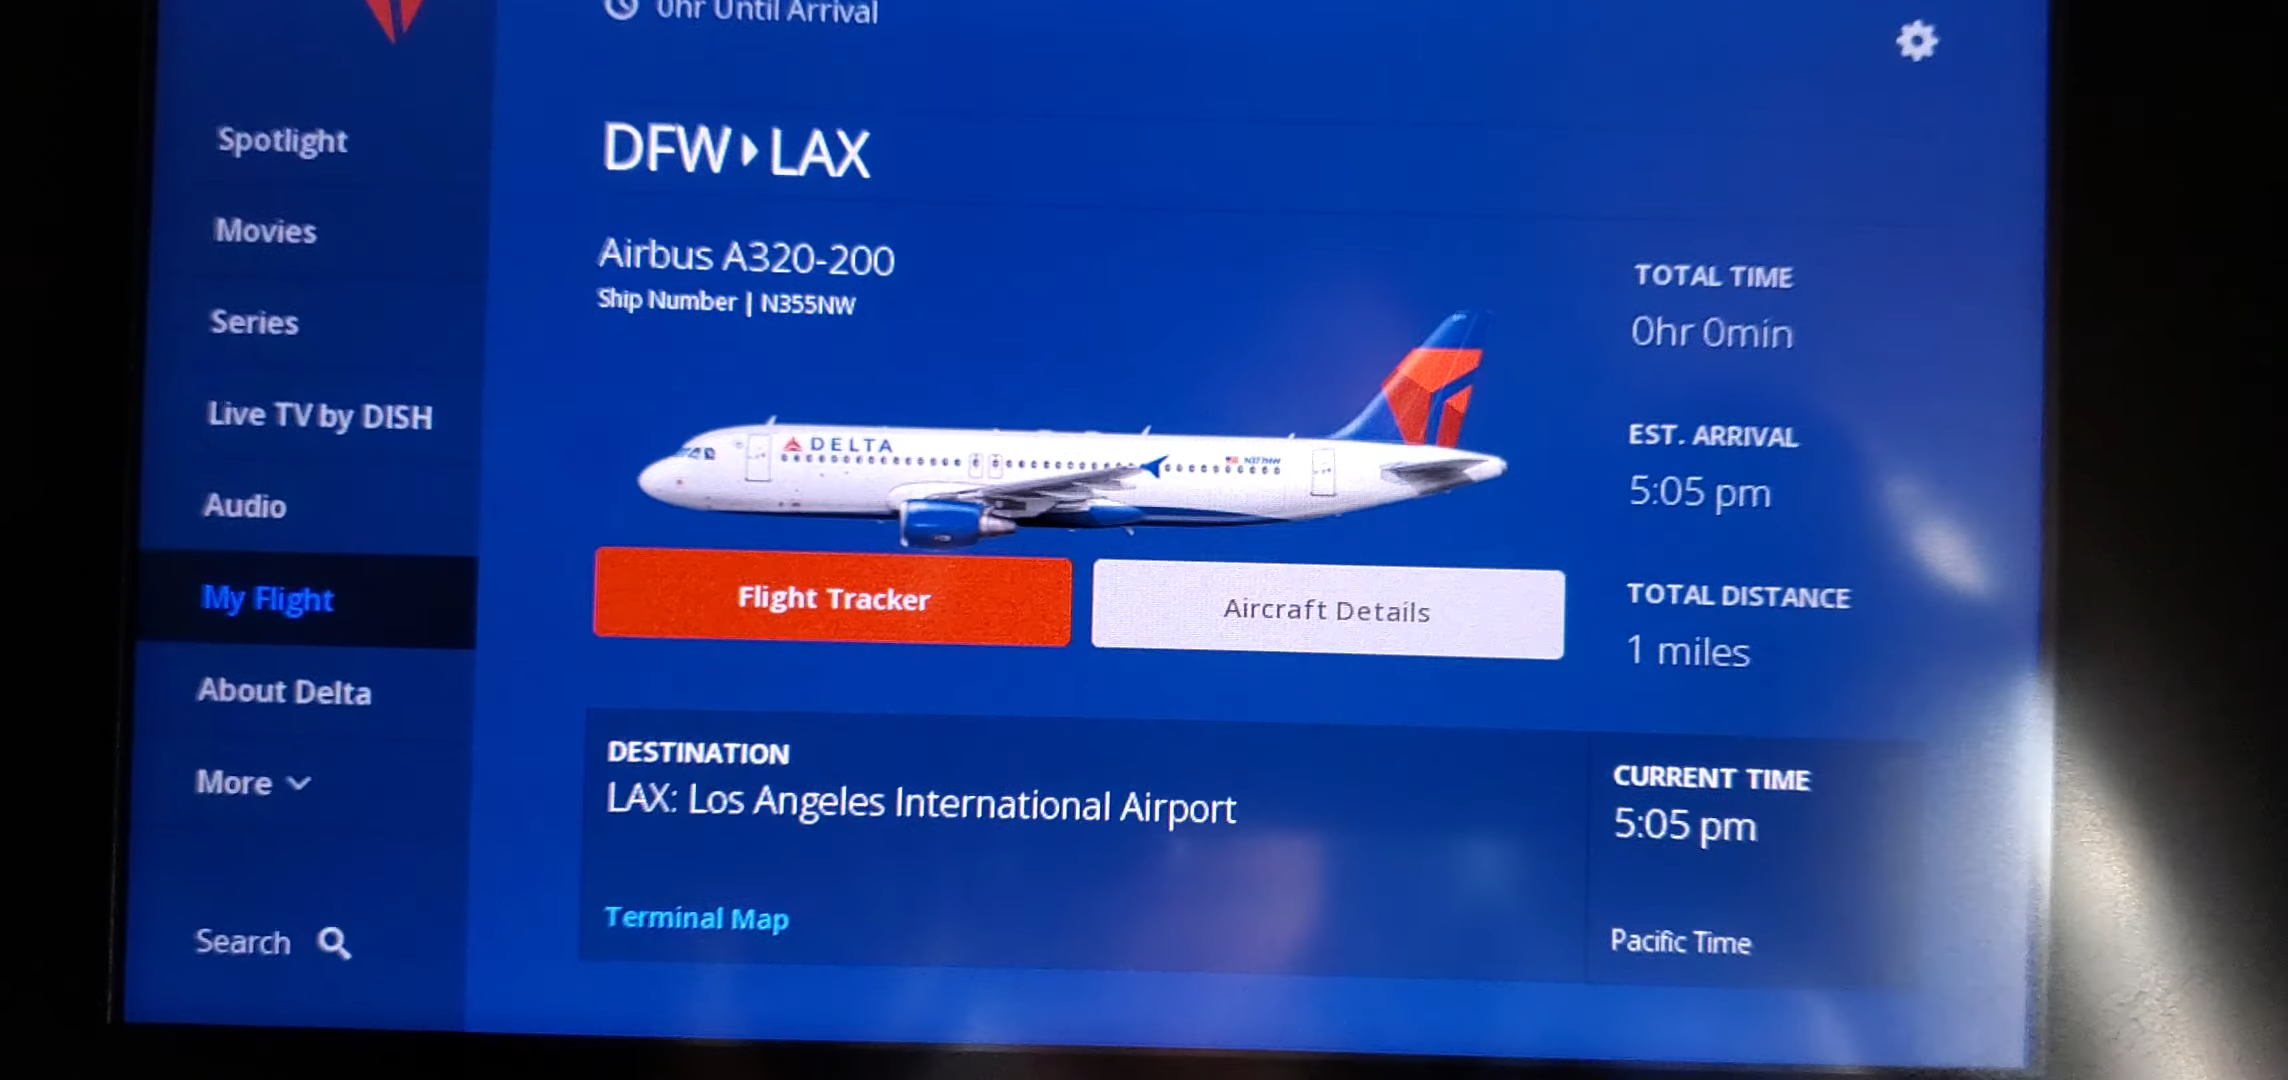 0hr Until Arrival
DFW LAX
Spotlight
Movies
Series
Live TV by DISH
Audio
My Flight
About Delta
More
Search
Airbus A320-200
Ship Number | N355NW
DELTA
Flight Tracker
Aircraft Details
TOTAL TIME
0hr 0min
EST. ARRIVAL
5:05 pm
TOTAL DISTANCE
1 miles
DESTINATION
LAX: Los Angeles International Airport
Terminal Map
CURRENT TIME
5:05 pm
Pacific Time